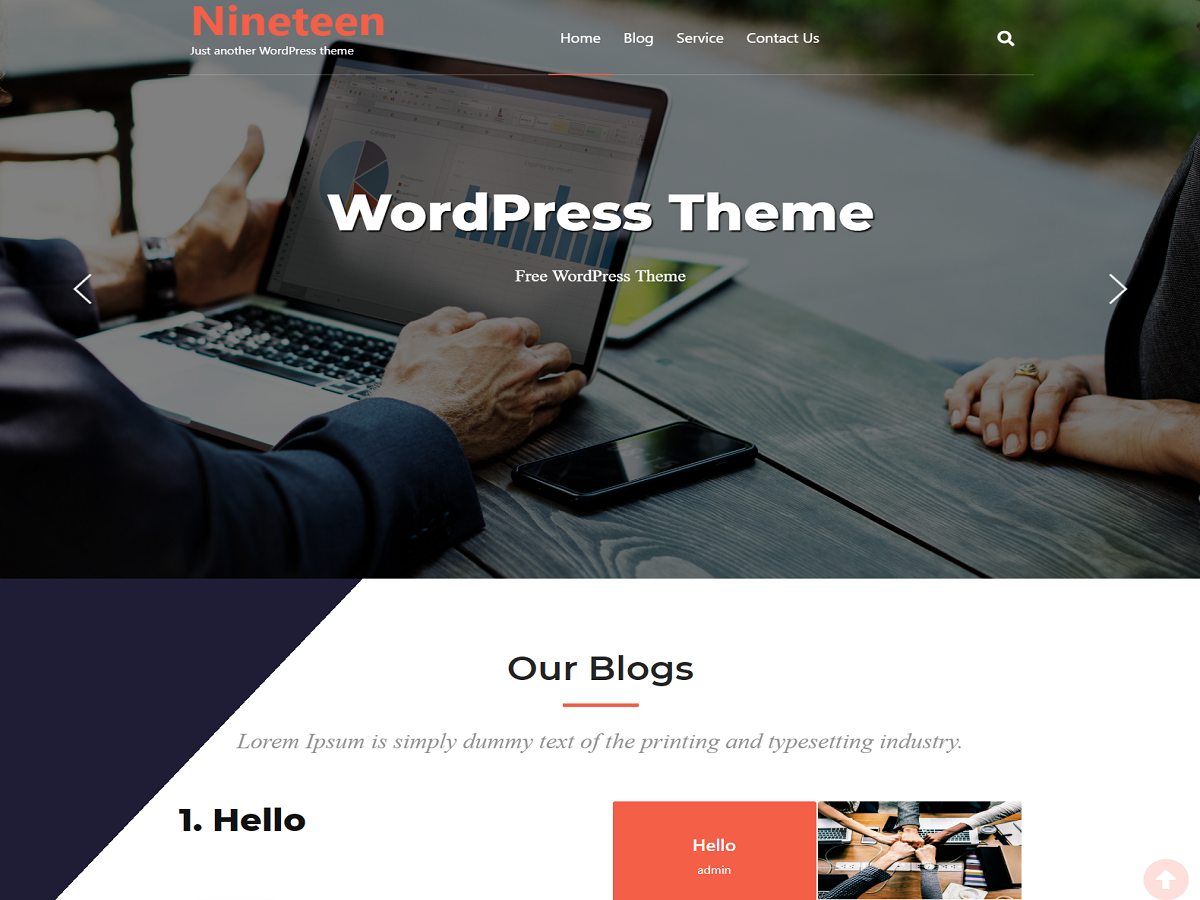 Nineteen
Just another WordPress theme
Home Blog Service Contact Us
WordPress Theme
Free WordPress Theme
Our Blogs
Lorem Ipsum is simply dummy text of the printing and typesetting industry.
1. Hello
Hello
admin